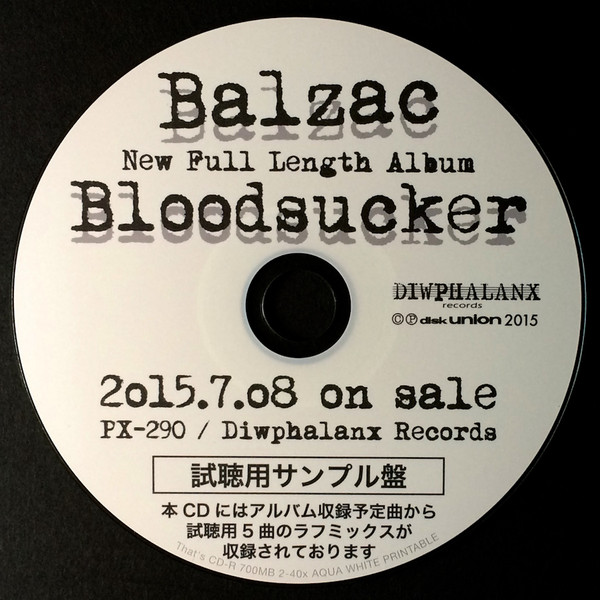 Balzac
New Full Length Album
Bloodsucker
DIWPHALANX
records
©℗ disk union 2015
2015.7.08 on sale
PX-290 / Diwphalanx Records
試聴用サンプル盤
本CDにはアルバム収録予定曲から
試聴用5曲のラフミックスが
収録されております
That's CD-R 700MB 2-40x AQUA WHITE PRINTABLE